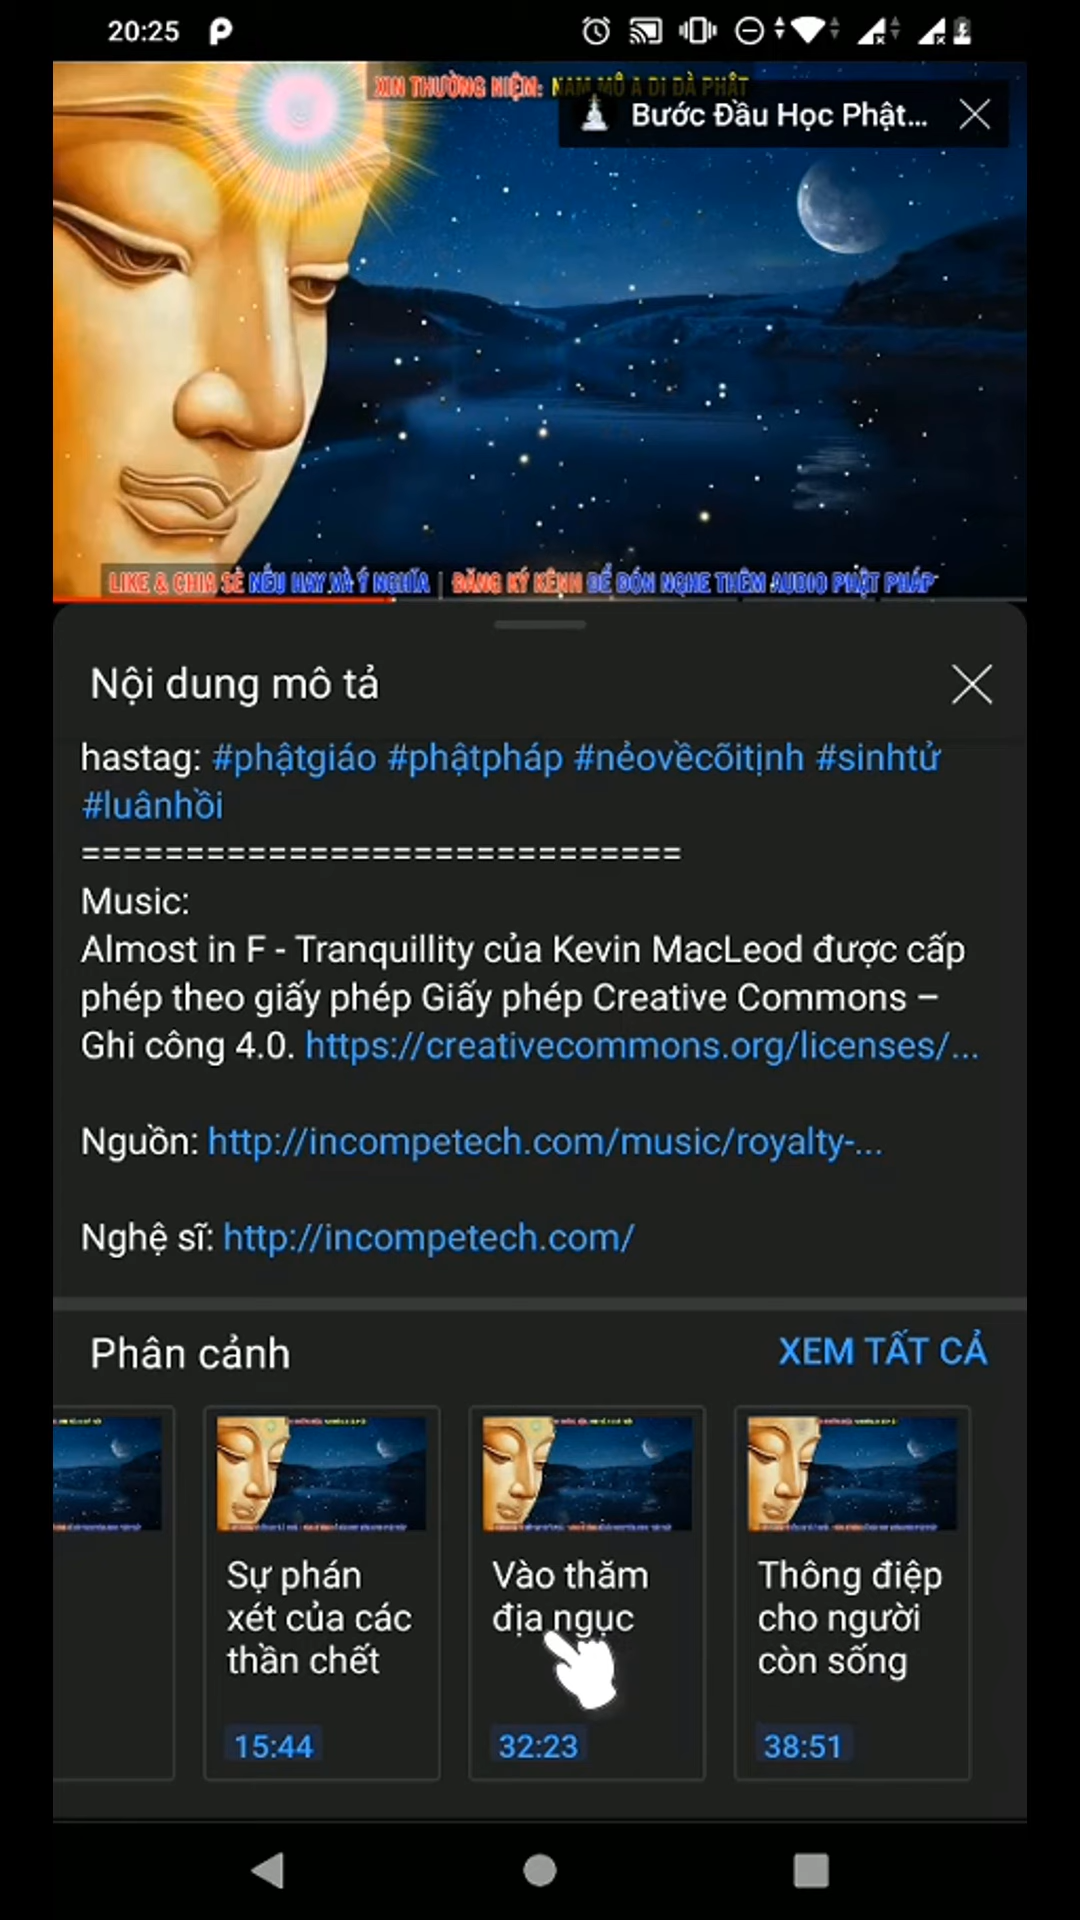 20:25
XIN THƯỜNG NIỆM: NAM MÔ A DI ĐÀ PHẬT
Bước Đầu Học Phật...
LIKE & CHIA SẺ NẾU HAY VÀ Ý NGHĨA | ĐĂNG KÝ KÊNH ĐỂ ĐÓN NGHE THÊM AUDIO PHẬT PHÁP
Nội dung mô tả
hastag: #phậtgiáo #phậtpháp #nẻovềcõitịnh #sinhtử
#luânhồi
=============================
Music:
Almost in F - Tranquillity của Kevin MacLeod được cấp
phép theo giấy phép Giấy phép Creative Commons –
Ghi công 4.0. https://creativecommons.org/licenses/...
Nguồn: http://incompetech.com/music/royalty-...
Nghệ sĩ: http://incompetech.com/
Phân cảnh
XEM TẤT CẢ
Sự phán
xét của các
thần chết
15:44
Vào thăm
địa ngục
32:23
Thông điệp
cho người
còn sống
38:51